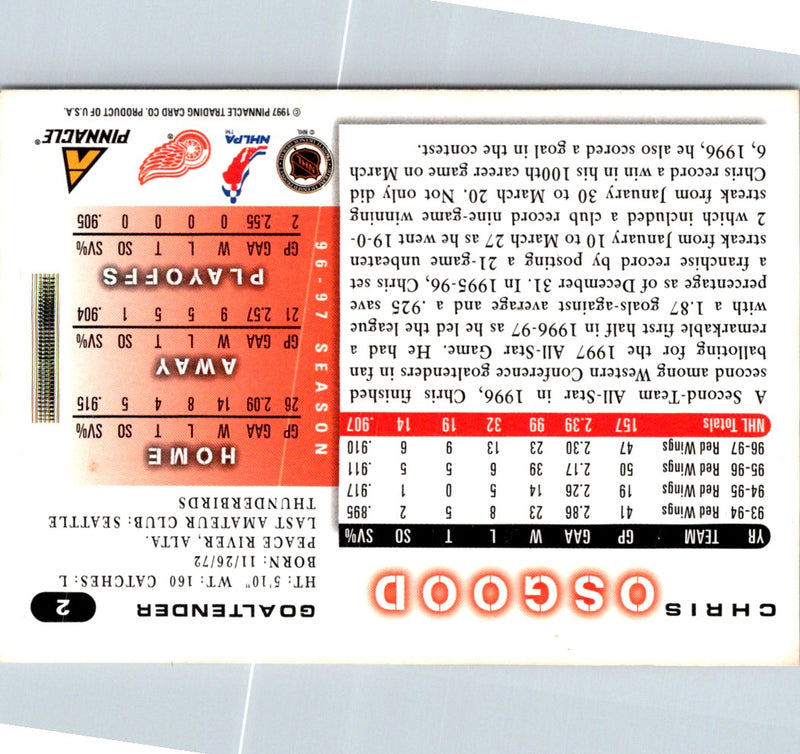 CHRIS OSGOOD
GOALTENDER 2
HT: 5'10" WT: 160 CATCHES: L
BORN: 11/26/72
PEACE RIVER, ALTA.
LAST AMATEUR CLUB: SEATTLE
THUNDERBIRDS
YR TEAM GP GAA W L T SO SV%
93-94 Red Wings 41 2.86 23 8 5 2 .895
94-95 Red Wings 19 2.26 14 5 0 1 .917
95-96 Red Wings 50 2.17 39 6 5 5 .911
96-97 Red Wings 47 2.30 23 13 9 6 .910
NHL Totals 157 2.39 99 32 19 14 .907
A Second-Team All-Star in 1996, Chris finished
second among Western Conference goaltenders in fan
balloting for the 1997 All-Star Game. He had a
remarkable first half in 1996-97 as he led the league
with a 1.87 goals-against average and a .925 save
percentage as of December 31. In 1995-96, Chris set
a franchise record by posting a 21-game unbeaten
streak from January 10 to March 27 as he went 19-0-
2 which included a club record nine-game winning
streak from January 30 to March 20. Not only did
Chris record a win in his 100th career game on March
6, 1996, he also scored a goal in the contest.
96-97 SEASON
HOME
GP GAA W L T SO SV%
26 2.09 14 8 4 5 .915
AWAY
GP GAA W L T SO SV%
21 2.57 9 5 5 1 .904
PLAYOFFS
GP GAA W L T SO SV%
2 2.55 0 0 0 0 .905
NHL
© NHL
NHLPA™
PINNACLE®
© 1997 PINNACLE TRADING CARD CO. PRODUCT OF U.S.A.